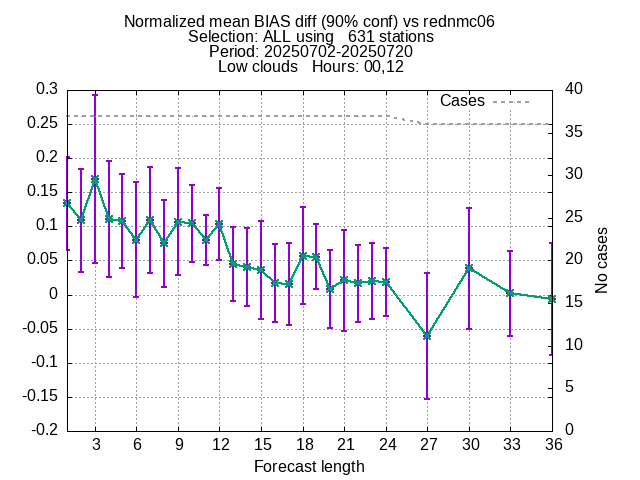 Normalized mean BIAS diff (90% conf) vs rednmc06
Selection: ALL using   631 stations
Period: 20250702-20250720
Low clouds   Hours: 00,12
Cases
0.3
0.25
0.2
0.15
0.1
0.05
0
-0.05
-0.1
-0.15
-0.2
40
35
30
25
20
15
10
5
0
No cases
3 6 9 12 15 18 21 24 27 30 33 36
Forecast length